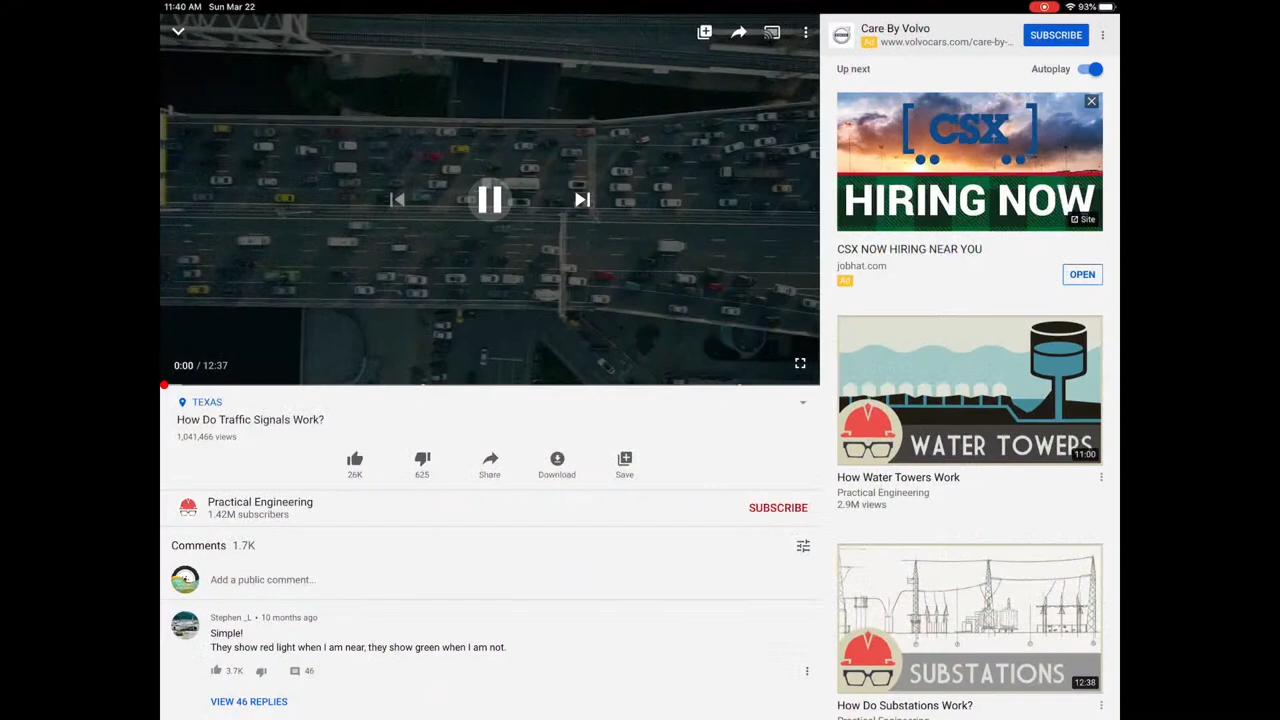 11:40 AM Sun Mar 22
93%
0:00 / 12:37
TEXAS
How Do Traffic Signals Work?
1,041,466 views
26K
625
Share
Download
Save
Practical Engineering
1.42M subscribers
SUBSCRIBE
Comments 1.7K
Add a public comment...
Stephen _L • 10 months ago
Simple!
They show red light when I am near, they show green when I am not.
3.7K
46
VIEW 46 REPLIES
Care By Volvo
Ad www.volvocars.com/care-by-...
SUBSCRIBE
Up next
Autoplay
CSX
HIRING NOW
Site
CSX NOW HIRING NEAR YOU
jobhat.com
Ad
OPEN
WATER TOWERS
11:00
How Water Towers Work
Practical Engineering
2.9M views
SUBSTATIONS
12:38
How Do Substations Work?
Practical Engineering